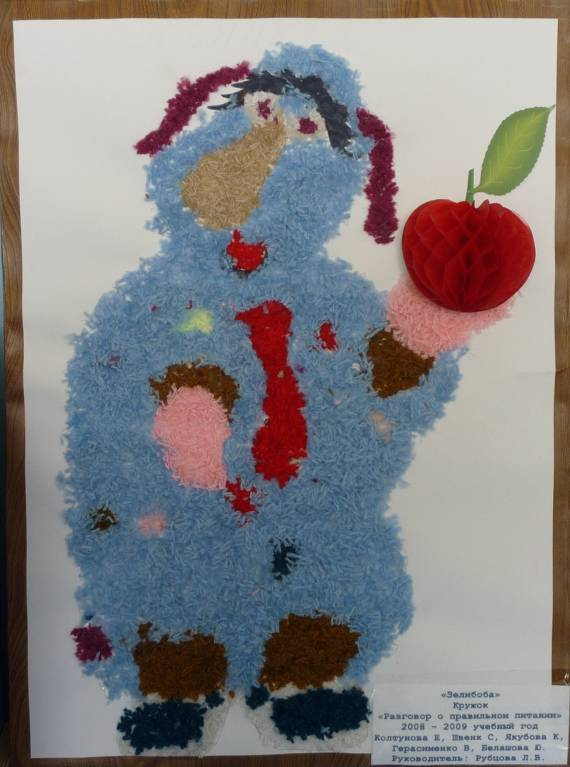 «Зелибоба»
Кружок
«Разговор о правильном питании»
2008 - 2009 учебный год
Колтунова Е, Швенк С, Якубова К,
Герасименко В, Белашова Ю.
Руководитель: Рубцова Л.В.